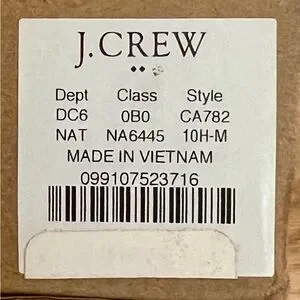 J.CREW
Dept Class Style
DC6 0B0 CA782
NAT NA6445 10H-M
MADE IN VIETNAM
099107523716